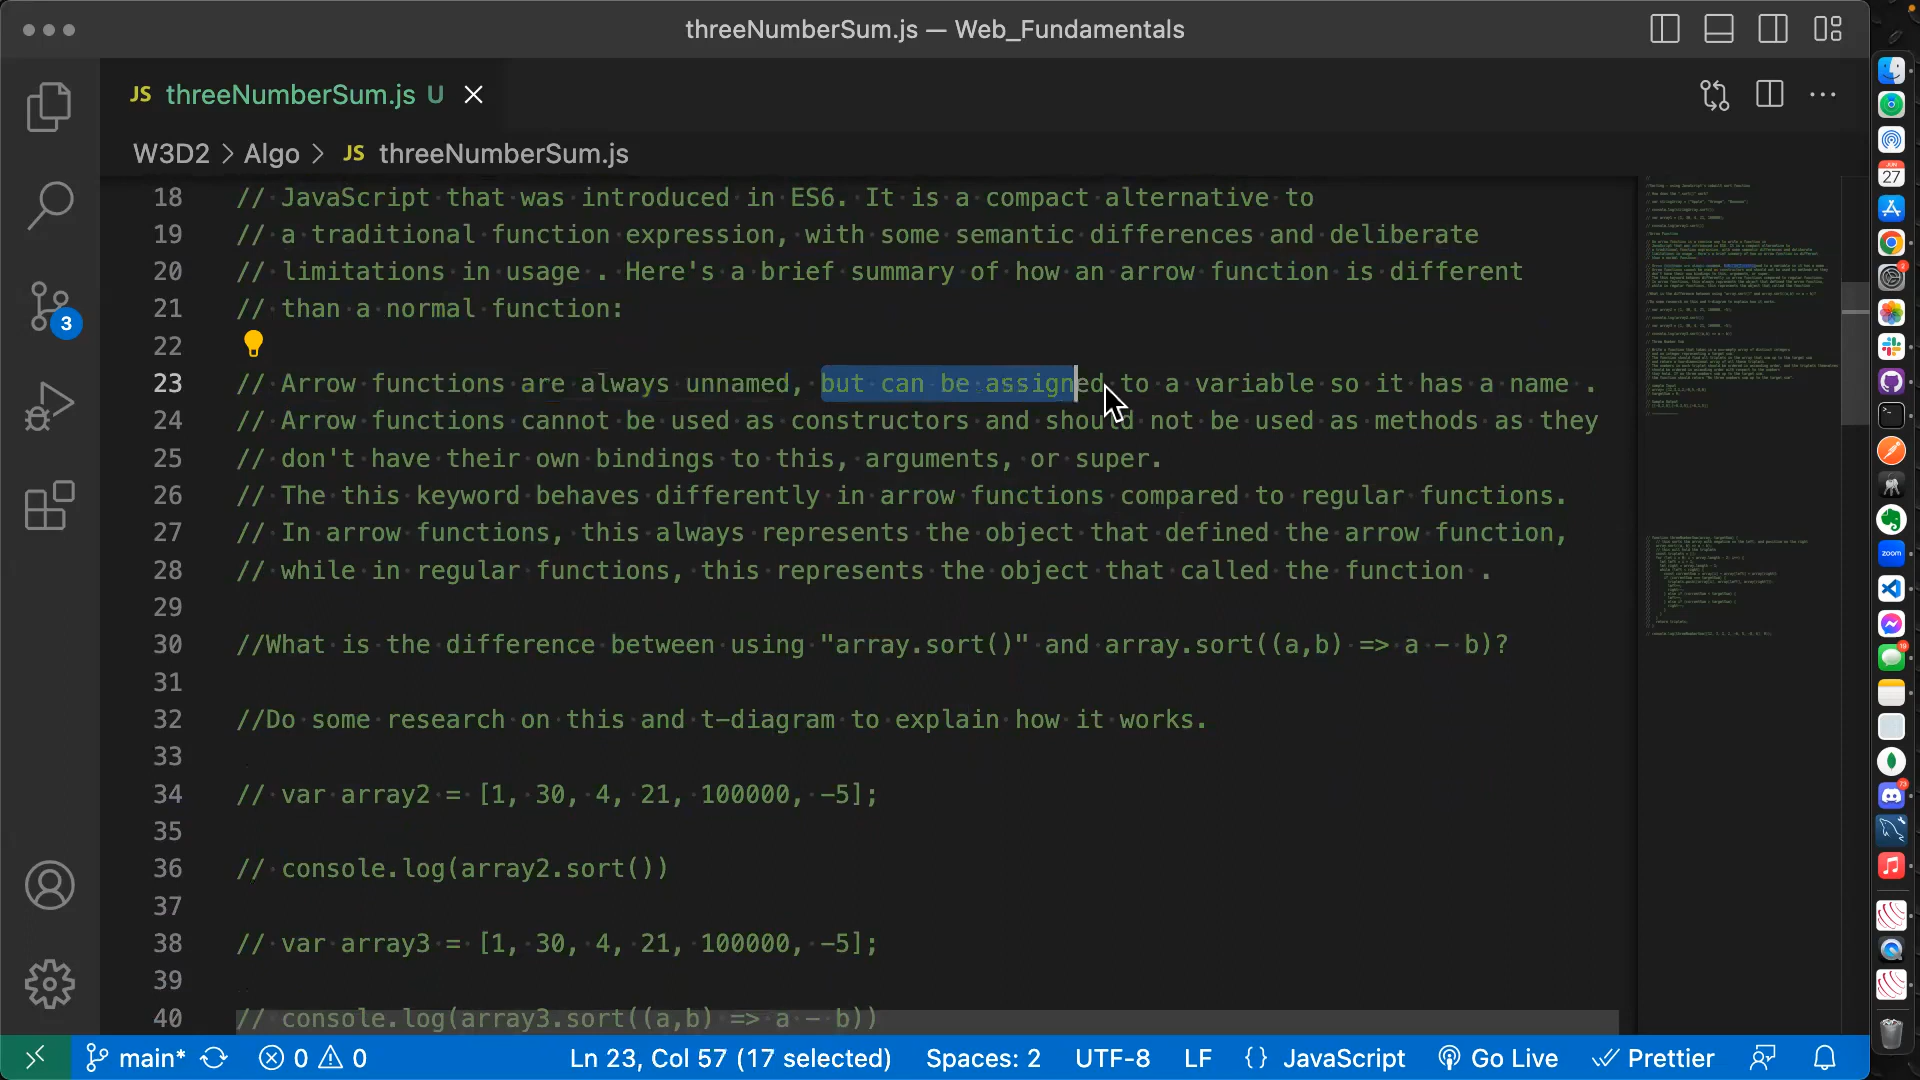 threeNumberSum.js — Web_Fundamentals
JS threeNumberSum.js U
W3D2 > Algo > JS threeNumberSum.js
18 // JavaScript that was introduced in ES6. It is a compact alternative to
19 // a traditional function expression, with some semantic differences and deliberate
20 // limitations in usage . Here's a brief summary of how an arrow function is different
21 // than a normal function:
22
23 // Arrow functions are always unnamed, but can be assigned to a variable so it has a name .
24 // Arrow functions cannot be used as constructors and should not be used as methods as they
25 // don't have their own bindings to this, arguments, or super.
26 // The this keyword behaves differently in arrow functions compared to regular functions.
27 // In arrow functions, this always represents the object that defined the arrow function,
28 // while in regular functions, this represents the object that called the function .
29
30 //What is the difference between using "array.sort()" and array.sort((a,b) => a - b)?
31
32 //Do some research on this and t-diagram to explain how it works.
33
34 // var array2 = [1, 30, 4, 21, 100000, -5];
35
36 // console.log(array2.sort())
37
38 // var array3 = [1, 30, 4, 21, 100000, -5];
39
40 // console.log(array3.sort((a,b) => a - b))
3
main* 0 0 Ln 23, Col 57 (17 selected) Spaces: 2 UTF-8 LF {} JavaScript Go Live Prettier
JUN
27
zoom